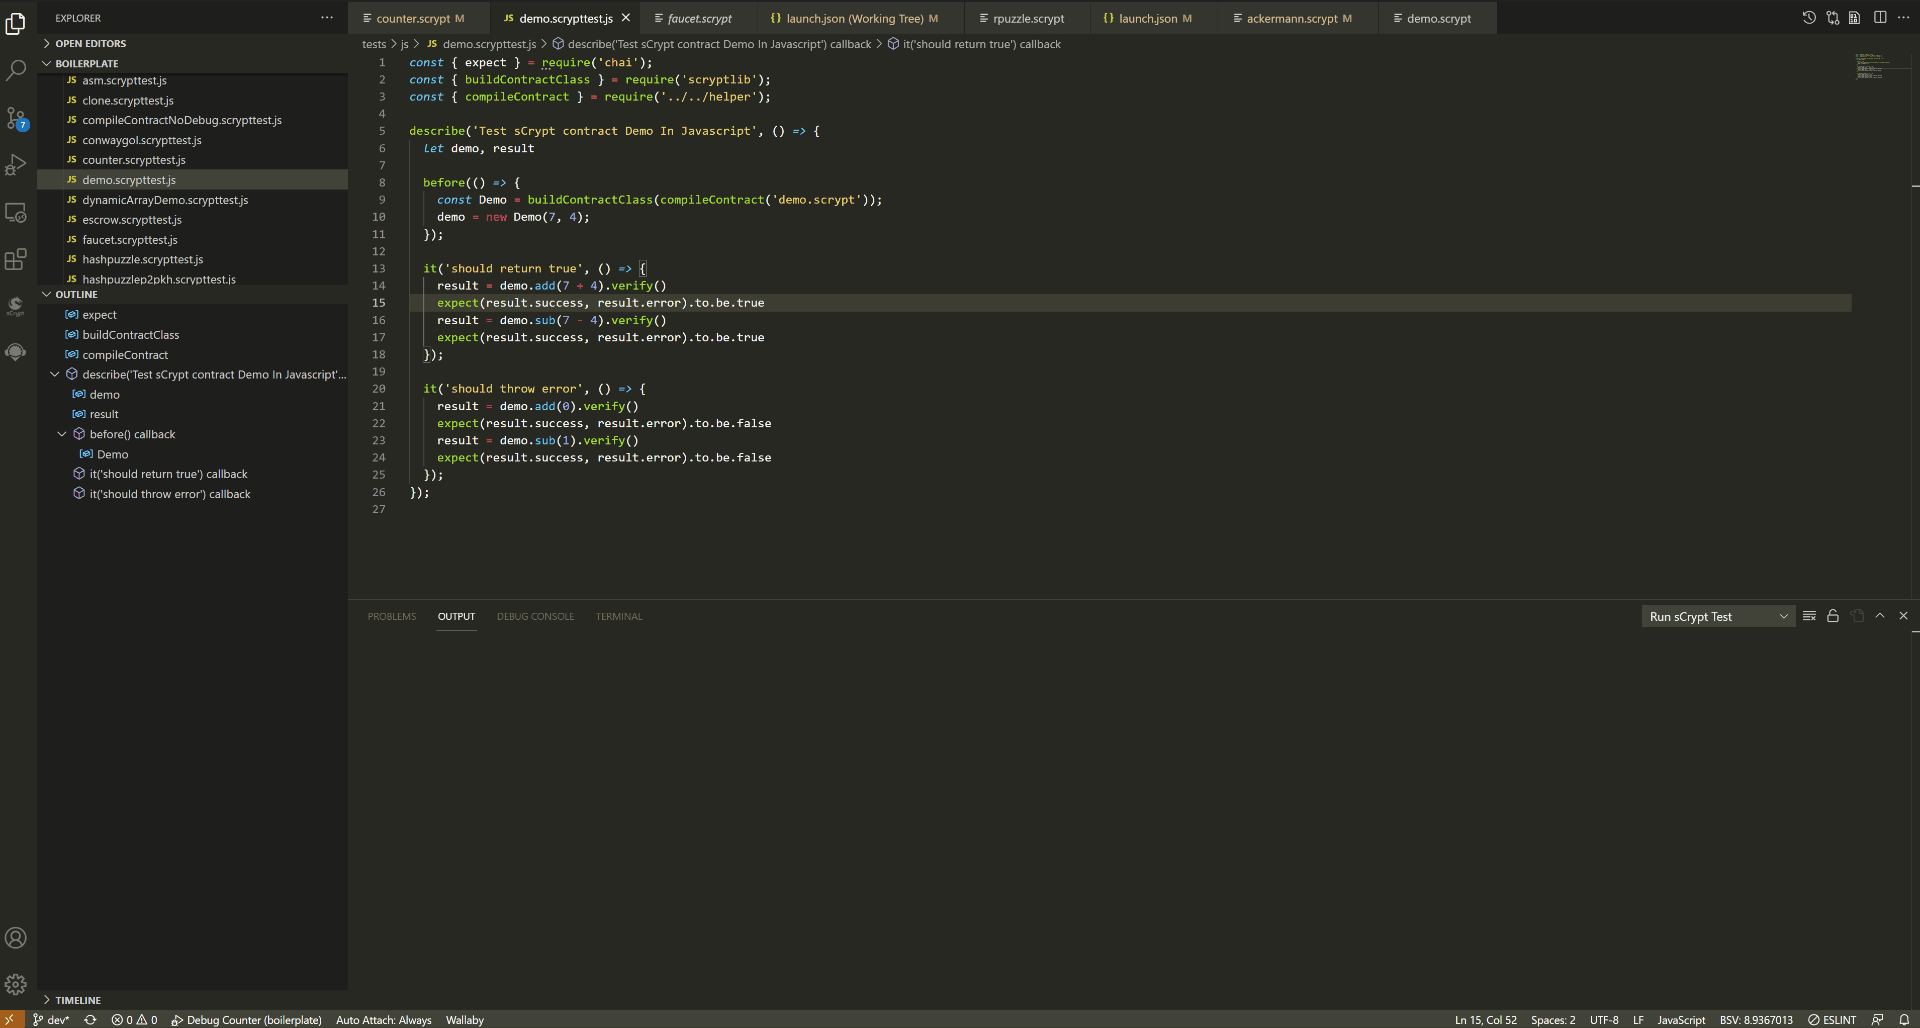 EXPLORER
counter.scrypt M
demo.scrypttest.js
faucet.scrypt
launch.json (Working Tree) M
rpuzzle.scrypt
launch.json M
ackermann.scrypt M
demo.scrypt
OPEN EDITORS
BOILERPLATE
asm.scrypttest.js
clone.scrypttest.js
compileContractNoDebug.scrypttest.js
conwaygol.scrypttest.js
counter.scrypttest.js
demo.scrypttest.js
dynamicArrayDemo.scrypttest.js
escrow.scrypttest.js
faucet.scrypttest.js
hashpuzzle.scrypttest.js
hashpuzzlep2pkh.scrypttest.js
7
sCrypt
OUTLINE
expect
buildContractClass
compileContract
describe('Test sCrypt contract Demo In Javascript'...
demo
result
before() callback
Demo
it('should return true') callback
it('should throw error') callback
TIMELINE
tests > js > JS demo.scrypttest.js > describe('Test sCrypt contract Demo In Javascript') callback > it('should return true') callback
1 const { expect } = require('chai');
2 const { buildContractClass } = require('scryptlib');
3 const { compileContract } = require('../../helper');
4
5 describe('Test sCrypt contract Demo In Javascript', () => {
6 let demo, result
7
8 before(() => {
9 const Demo = buildContractClass(compileContract('demo.scrypt'));
10 demo = new Demo(7, 4);
11 });
12
13 it('should return true', () => {
14 result = demo.add(7 + 4).verify()
15 expect(result.success, result.error).to.be.true
16 result = demo.sub(7 - 4).verify()
17 expect(result.success, result.error).to.be.true
18 });
19
20 it('should throw error', () => {
21 result = demo.add(0).verify()
22 expect(result.success, result.error).to.be.false
23 result = demo.sub(1).verify()
24 expect(result.success, result.error).to.be.false
25 });
26 });
27
PROBLEMS OUTPUT DEBUG CONSOLE TERMINAL
Run sCrypt Test
dev* 0 0 Debug Counter (boilerplate) Auto Attach: Always Wallaby
Ln 15, Col 52 Spaces: 2 UTF-8 LF JavaScript BSV: 8.9367013 ESLINT